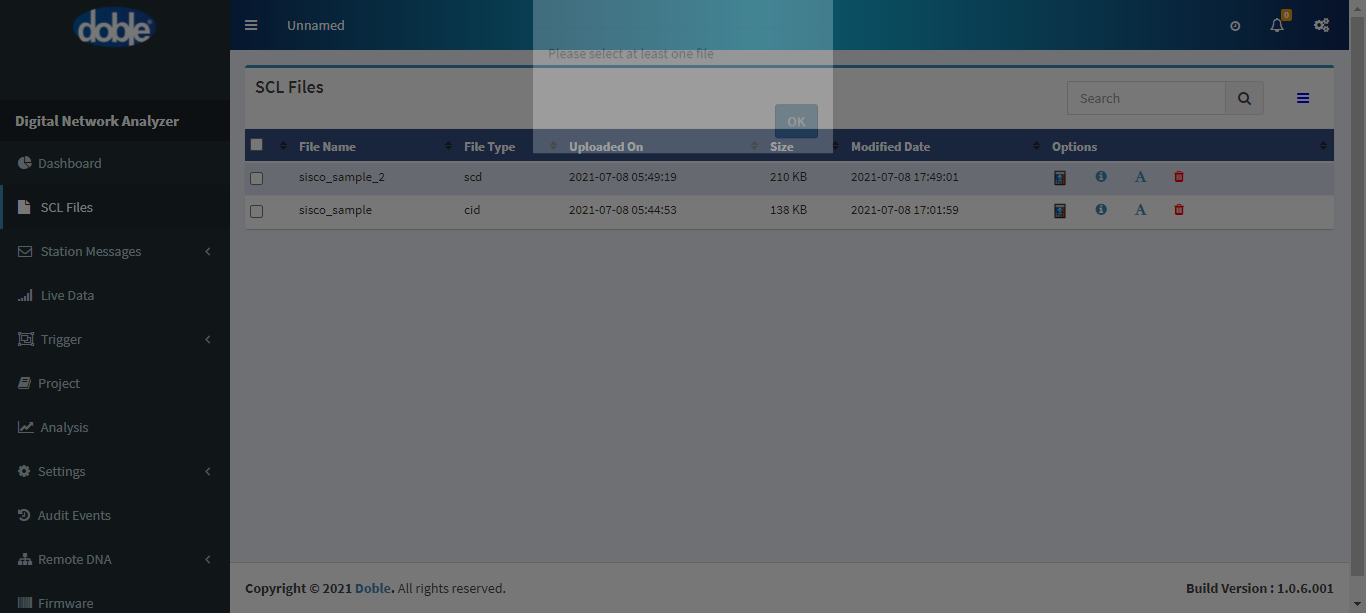 doble
Unnamed
0
Please select at least one file
OK
Digital Network Analyzer
Dashboard
SCL Files
Station Messages
Live Data
Trigger
Project
Analysis
Settings
Audit Events
Remote DNA
Firmware
SCL Files
Search
File Name File Type Uploaded On Size Modified Date Options
sisco_sample_2 scd 2021-07-08 05:49:19 210 KB 2021-07-08 17:49:01 A
sisco_sample cid 2021-07-08 05:44:53 138 KB 2021-07-08 17:01:59 A
Copyright © 2021 Doble. All rights reserved.
Build Version : 1.0.6.001